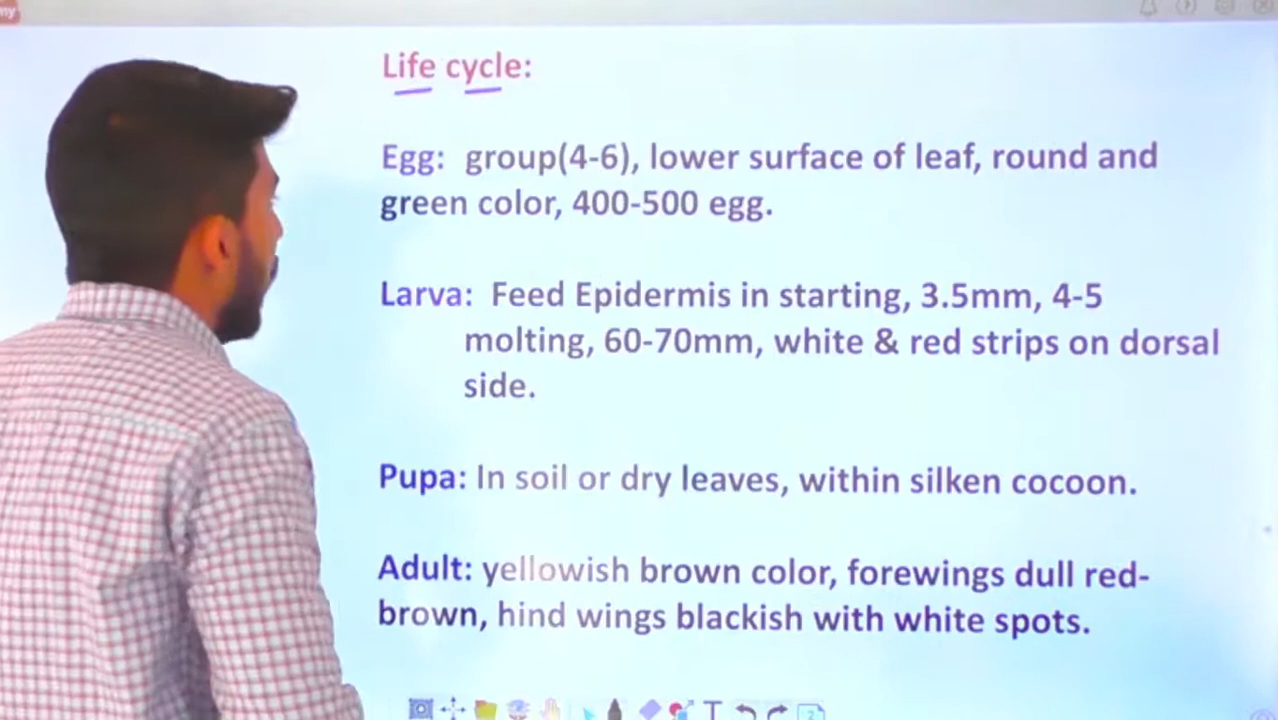 my
Life cycle:
Egg: group(4-6), lower surface of leaf, round and
green color, 400-500 egg.
Larva: Feed Epidermis in starting, 3.5mm, 4-5
molting, 60-70mm, white & red strips on dorsal
side.
Pupa: In soil or dry leaves, within silken cocoon.
Adult: yellowish brown color, forewings dull red-
brown, hind wings blackish with white spots.
T
2